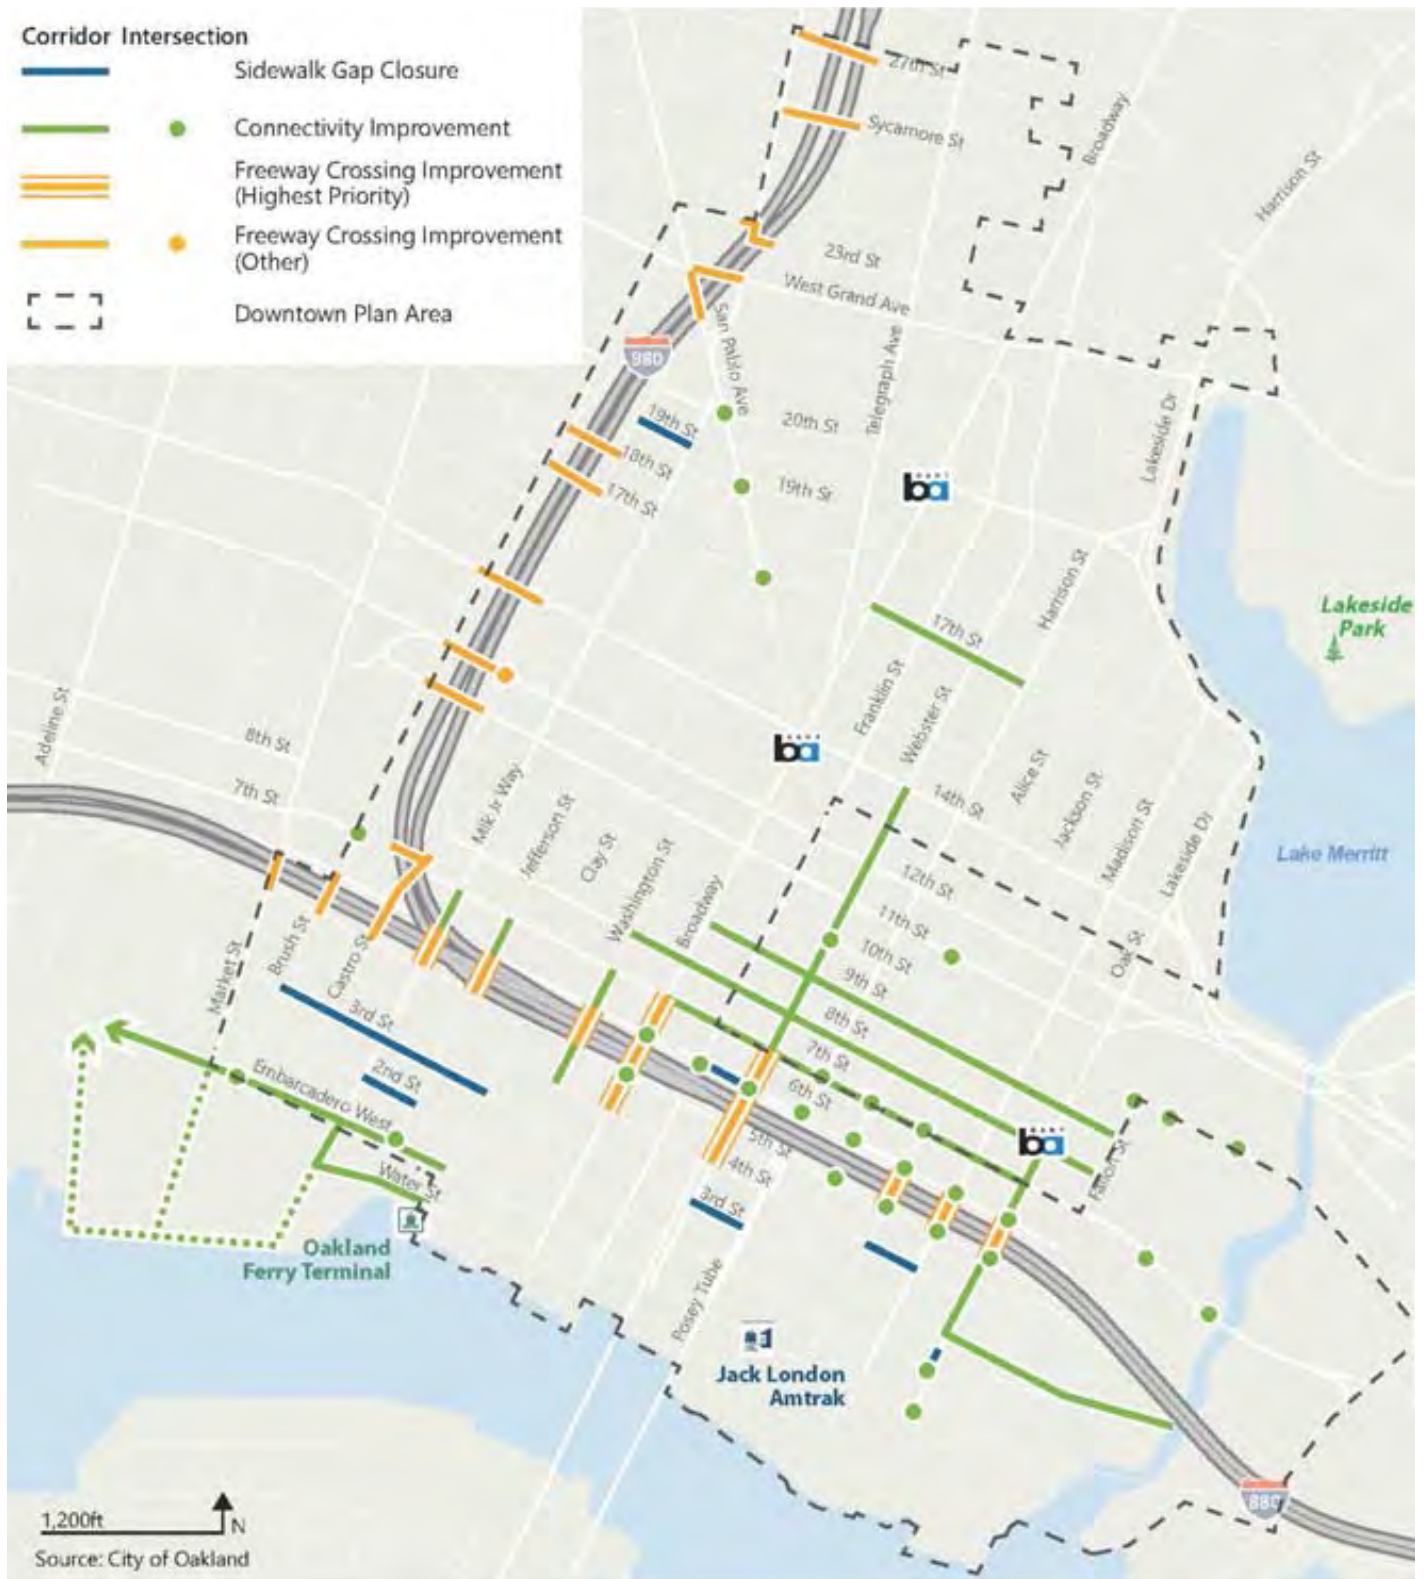 Corridor Intersection
Sidewalk Gap Closure
Connectivity Improvement
Freeway Crossing Improvement
(Highest Priority)
Freeway Crossing Improvement
(Other)
Downtown Plan Area
27th St
Sycamore St
Broadway
Harrison St
23rd St
West Grand Ave
San Pablo Ave
Telegraph Ave
980
19th St
20th St
Lakeside Dr
18th St
17th St
19th St
ba
Harrison St
Lakeside
Park
17th St
Franklin St
Webster St
Adeline St
8th St
7th St
ba
Mlk Jr Way
Jefferson St
Clay St
Washington St
Broadway
14th St
Alice St
Jackson St
Madison St
Lakeside Dr
Lake Merritt
12th St
11th St
10th St
9th St
8th St
7th St
6th St
Oak St
Market St
Brush St
Castro St
3rd St
2nd St
Embarcadero West
Water St
5th St
4th St
3rd St
ba
Fallon St
Oakland
Ferry Terminal
Posey Tube
Jack London
Amtrak
880
1,200ft
N
Source: City of Oakland